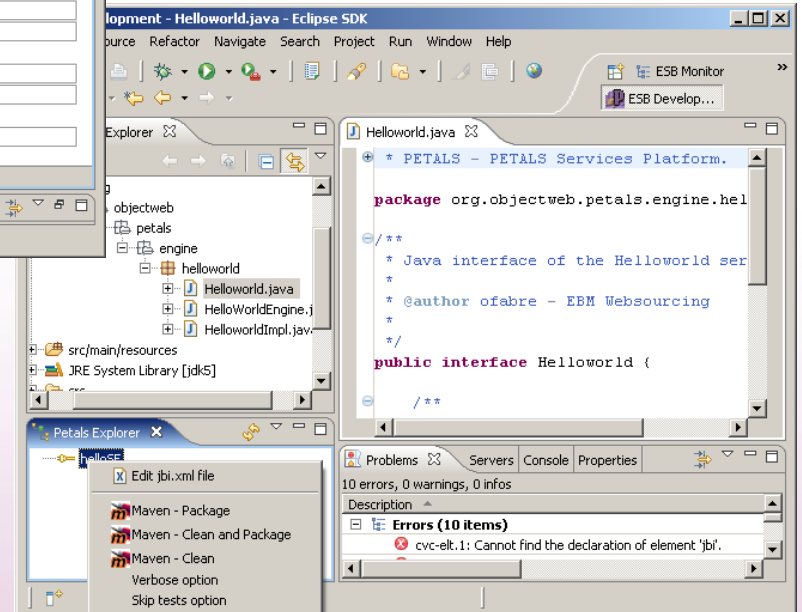 lopment - Helloworld.java - Eclipse SDK
ource Refactor Navigate Search Project Run Window Help
ESB Monitor
»
ESB Develop...
Explorer
objectweb
petals
engine
helloworld
Helloworld.java
HelloWorldEngine.j
HelloworldImpl.jav
src/main/resources
JRE System Library [jdk5]
src
Helloworld.java
* PETALS - PETALS Services Platform.
package org.objectweb.petals.engine.hel
/**
* Java interface of the Helloworld ser
*
* @author ofabre - EBM Websourcing
*
*/
public interface Helloworld {
/**
Petals Explorer
helloSE
Edit jbi.xml file
Maven - Package
Maven - Clean and Package
Maven - Clean
Verbose option
Skip tests option
Problems Servers Console Properties
10 errors, 0 warnings, 0 infos
Description
Errors (10 items)
cvc-elt.1: Cannot find the declaration of element 'jbi'.